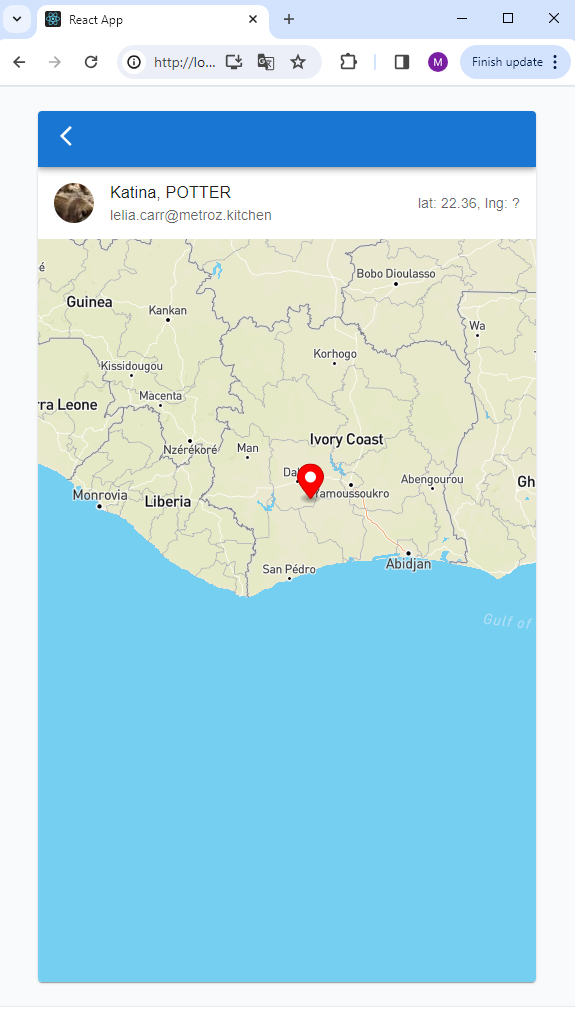 React App
http://lo...
M
Finish update
Katina, POTTER
lelia.carr@metroz.kitchen
lat: 22.36, lng: ?
é
Bobo Dioulasso
Guinea
Kankan
Wa
Korhogo
Kissidougou
Macenta
rra Leone
Ivory Coast
Nzérékoré
Man
Dal
Abengourou
Gh
Monrovia
Liberia
ramoussoukro
Abidjan
San Pédro
Gulf of